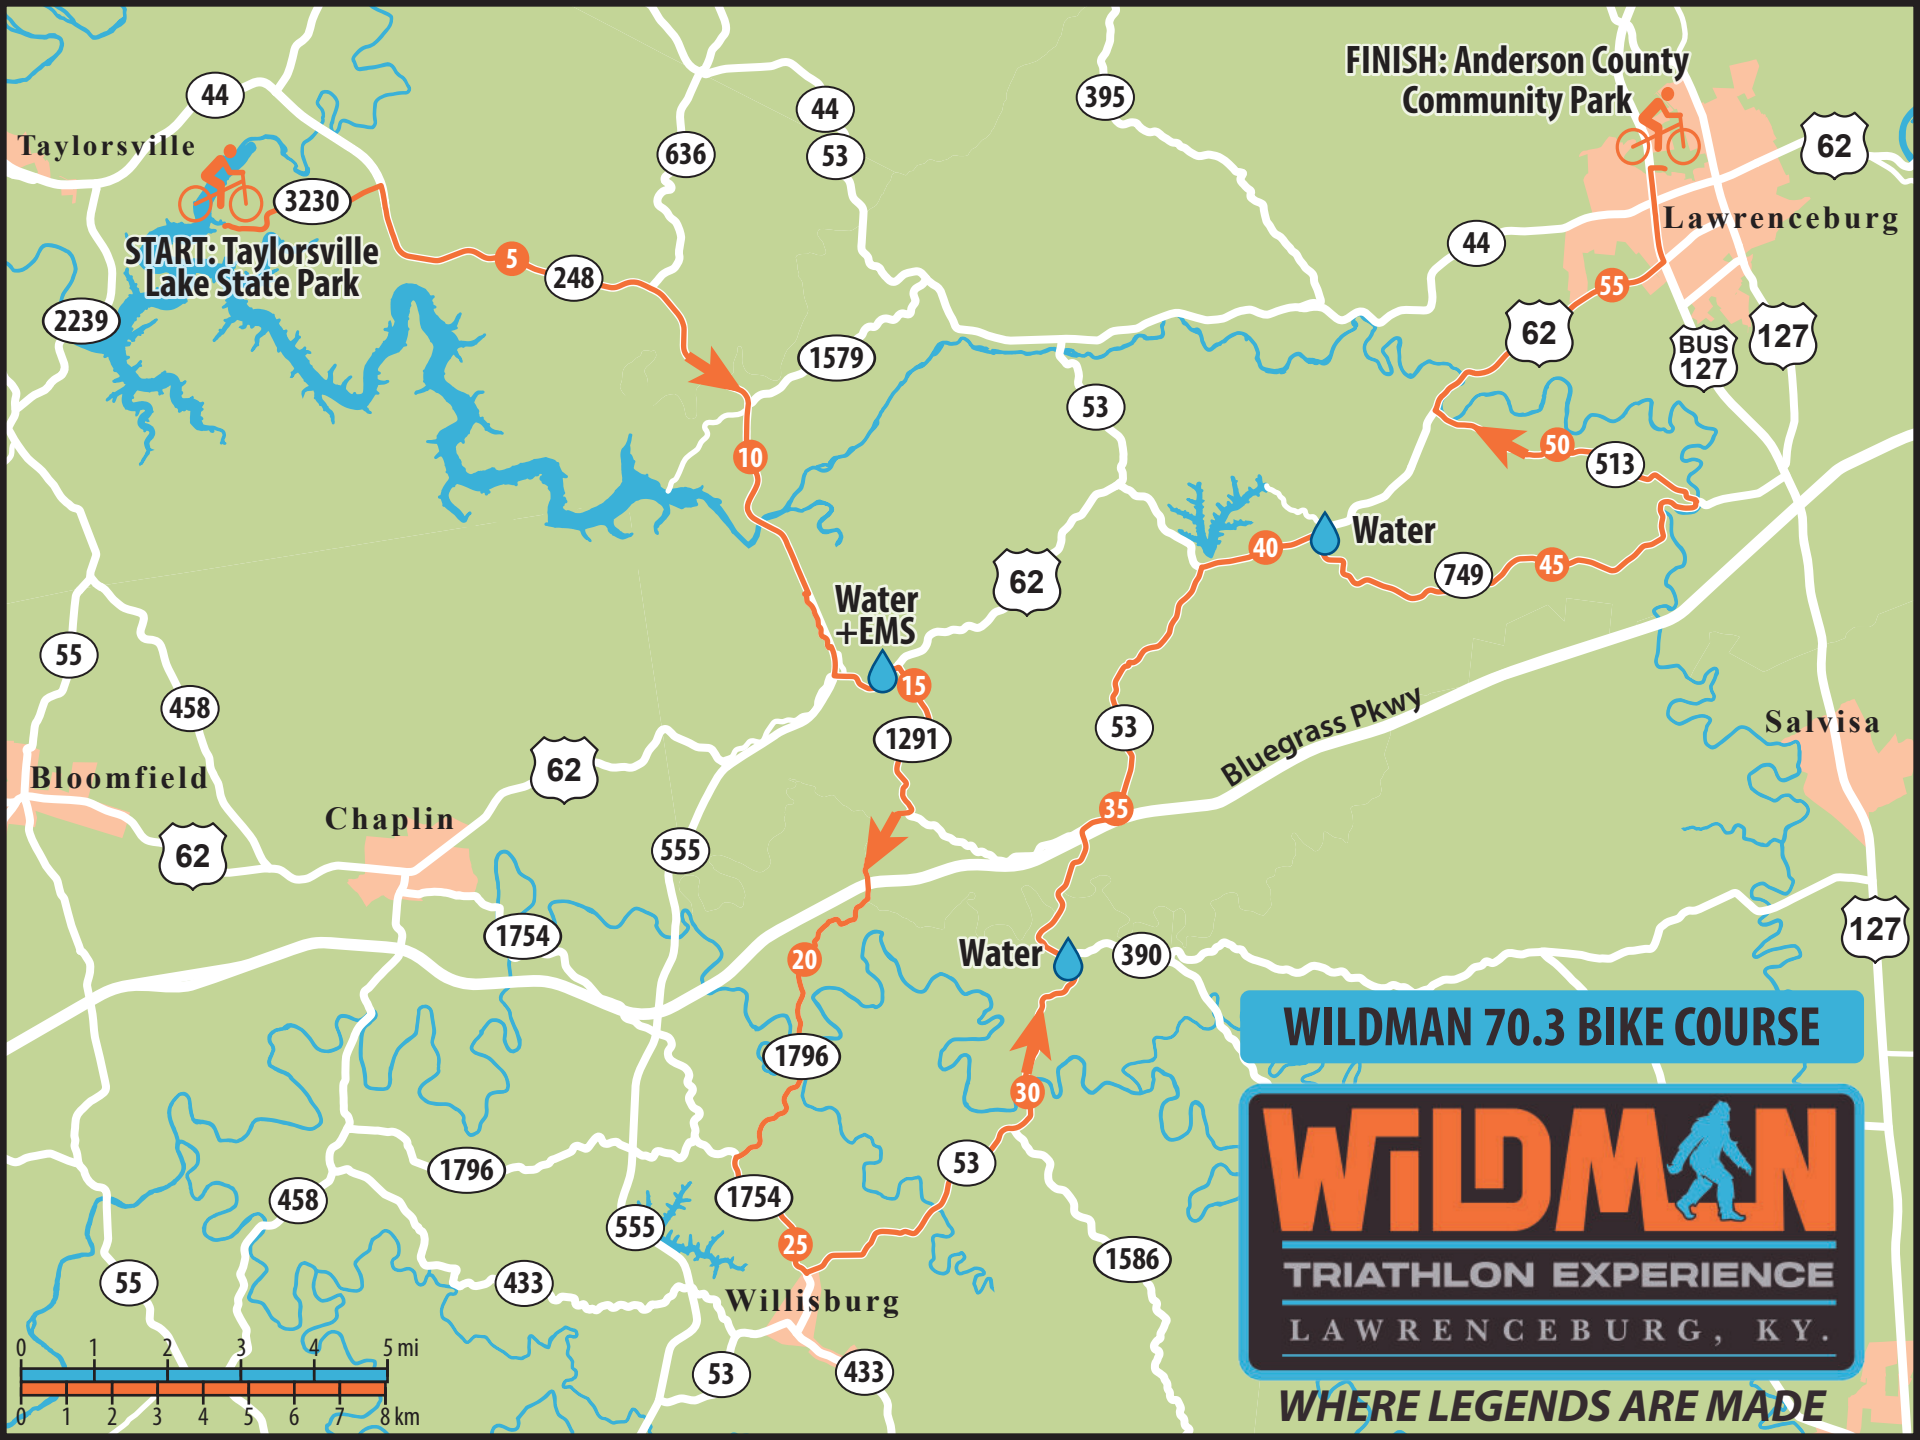 FINISH: Anderson County
Community Park
44
44
53
395
636
62
Taylorsville
3230
Lawrenceburg
START: Taylorsville
Lake State Park
5
248
44
55
2239
62
BUS
127
127
1579
53
10
50
513
40
Water
749
45
62
Water
+EMS
15
55
458
1291
53
Bluegrass Pkwy
Salvisa
Bloomfield
62
Chaplin
35
62
555
1754
20
Water
390
127
1796
30
WILDMAN 70.3 BIKE COURSE
1796
53
458
1754
555
25
1586
55
433
Willisburg
53
433
WILDMAN
TRIATHLON EXPERIENCE
LAWRENCEBURG, KY.
WHERE LEGENDS ARE MADE
0 1 2 3 4 5 mi
0 1 2 3 4 5 6 7 8 km